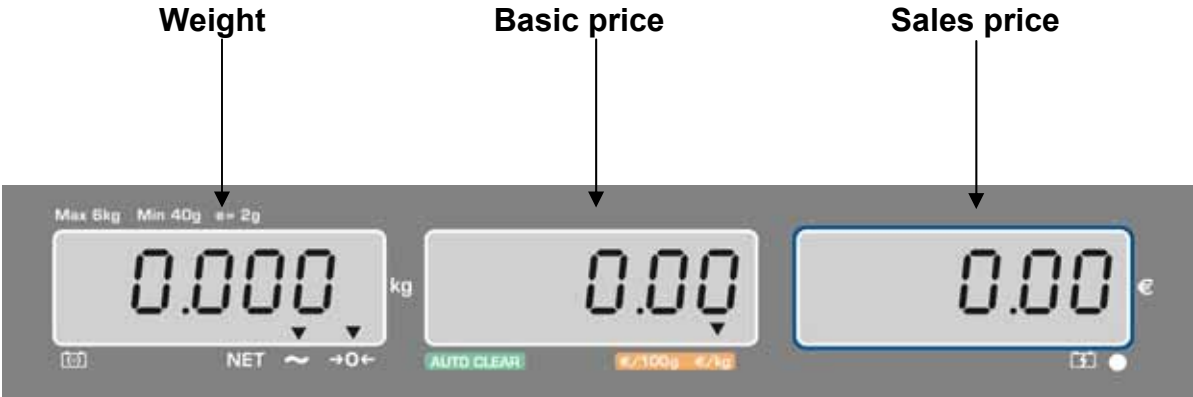 Weight Basic price Sales price
Max 6kg Min 40g e= 2g
0.000 kg 0.00 0.00 €
NET ~ →0← AUTO CLEAR €/100g €/kg